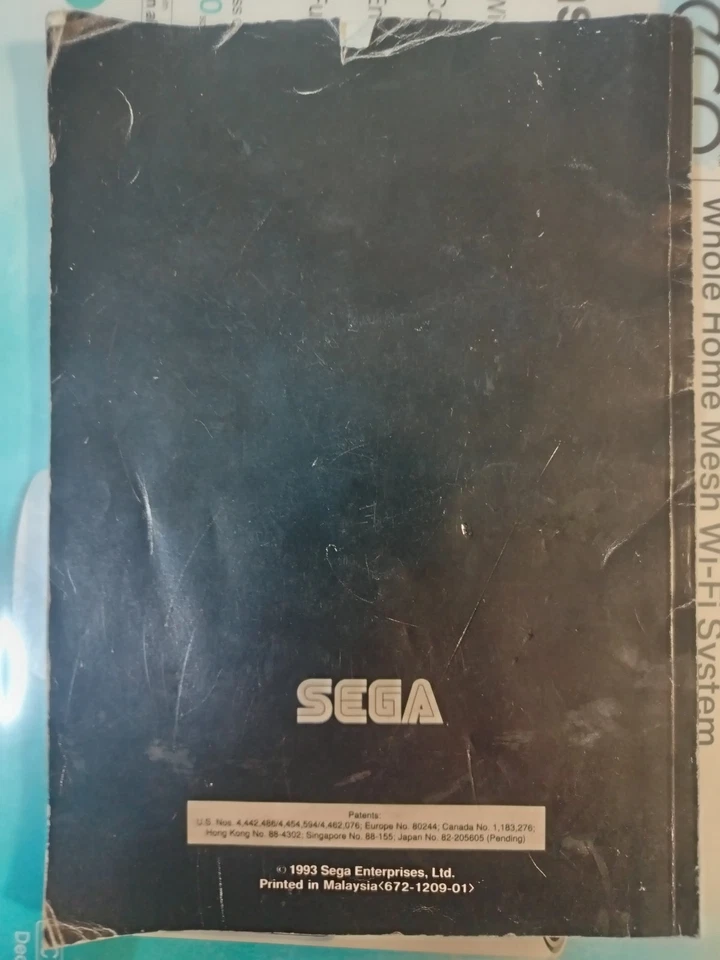 SEGA
Patents:
U.S. Nos. 4,442,486/4,454,594/4,462,076; Europe No. 80244; Canada No. 1,183,276;
Hong Kong No. 88-4302; Singapore No. 88-155; Japan No. 82-205605 (Pending)
© 1993 Sega Enterprises, Ltd.
Printed in Malaysia<672-1209-01>
Whole Home Mesh Wi-Fi System